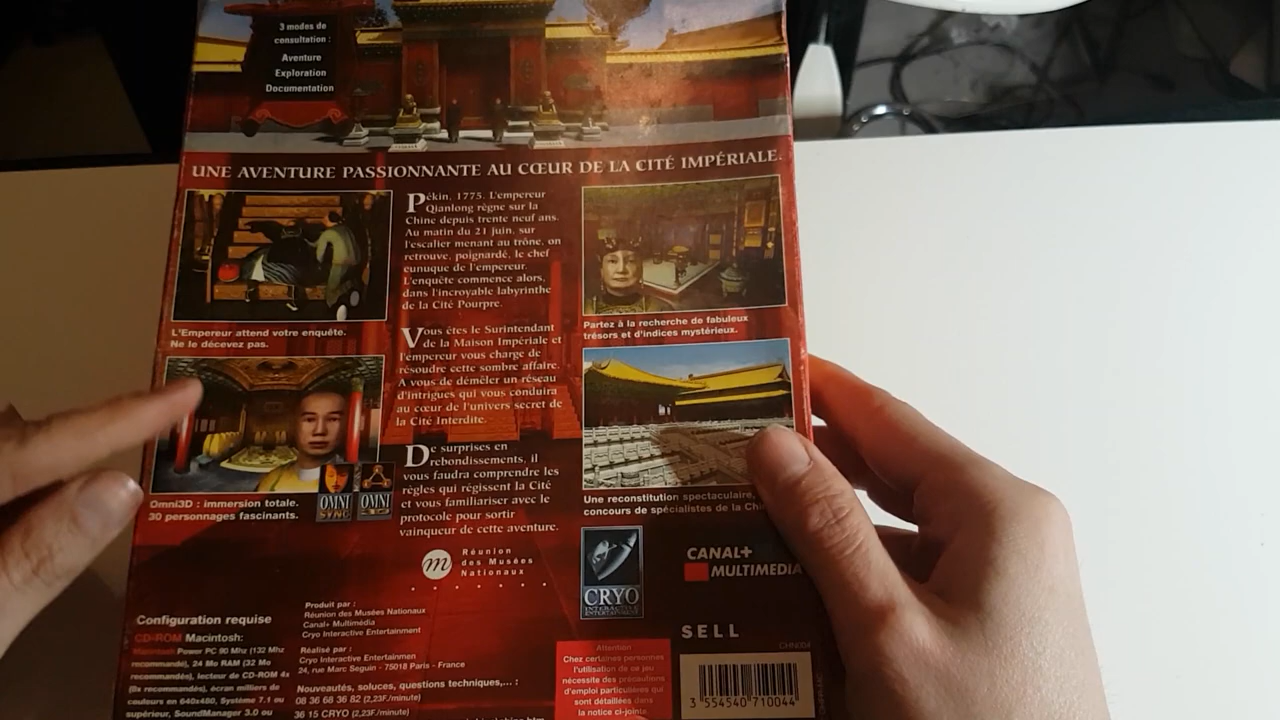 3 modes de
consultation :
Aventure
Exploration
Documentation
UNE AVENTURE PASSIONNANTE AU CŒUR DE LA CITÉ IMPÉRIALE.
Pékin, 1775. L'empereur
Qianlong règne sur la
Chine depuis trente neuf ans.
Au matin du 21 juin, sur
l'escalier menant au trône, on
retrouve, poignardé, le chef
eunuque de l'empereur.
L'enquête commence alors,
dans l'incroyable labyrinthe
de la Cité Pourpre.
Vous êtes le Surintendant
de la Maison Impériale et
l'empereur vous charge de
résoudre cette sombre affaire.
A vous de démêler un réseau
d'intrigues qui vous conduira
au cœur de l'univers secret de
la Cité Interdite.
De surprises en
rebondissements, il
vous faudra comprendre les
règles qui régissent la Cité
et vous familiariser avec le
protocole pour sortir
vainqueur de cette aventure.
L'Empereur attend votre enquête.
Ne le décevez pas.
Omni3D : immersion totale.
30 personnages fascinants.
OMNI
SYNC
OMNI
3D
Partez à la recherche de fabuleux
trésors et d'indices mystérieux.
Une reconstitution spectaculaire,
concours de spécialistes de la
m
Réunion
des Musées
Nationaux
CRYO
INTERACTIVE
ENTERTAINMENT
CANAL+
MULTIMEDIA
SELL
Configuration requise
CD-ROM Macintosh:
Macintosh Power PC 90 Mhz (132 Mhz
recommandé), 24 Mo RAM (32 Mo
recommandés), lecteur de CD-ROM 4x
(8x recommandés), écran milliers de
couleurs en 640x480, Système 7.1 ou
supérieur, SoundManager 3.0 ou
Produit par :
Réunion des Musées Nationaux
Canal+ Multimédia
Cryo Interactive Entertainment
Réalisé par :
Cryo Interactive Entertainmen
24, rue Marc Seguin - 75018 Paris - France
Nouveautés, soluces, questions techniques,... :
08 36 68 36 82 (2,23F./minute)
36 15 CRYO (2,23F./minute)
Attention
Chez certaines personnes
l'utilisation de ce jeu
nécessite des précautions
d'emploi particulières qui
sont détaillées dans
la notice ci-jointe.
3 554540 710044